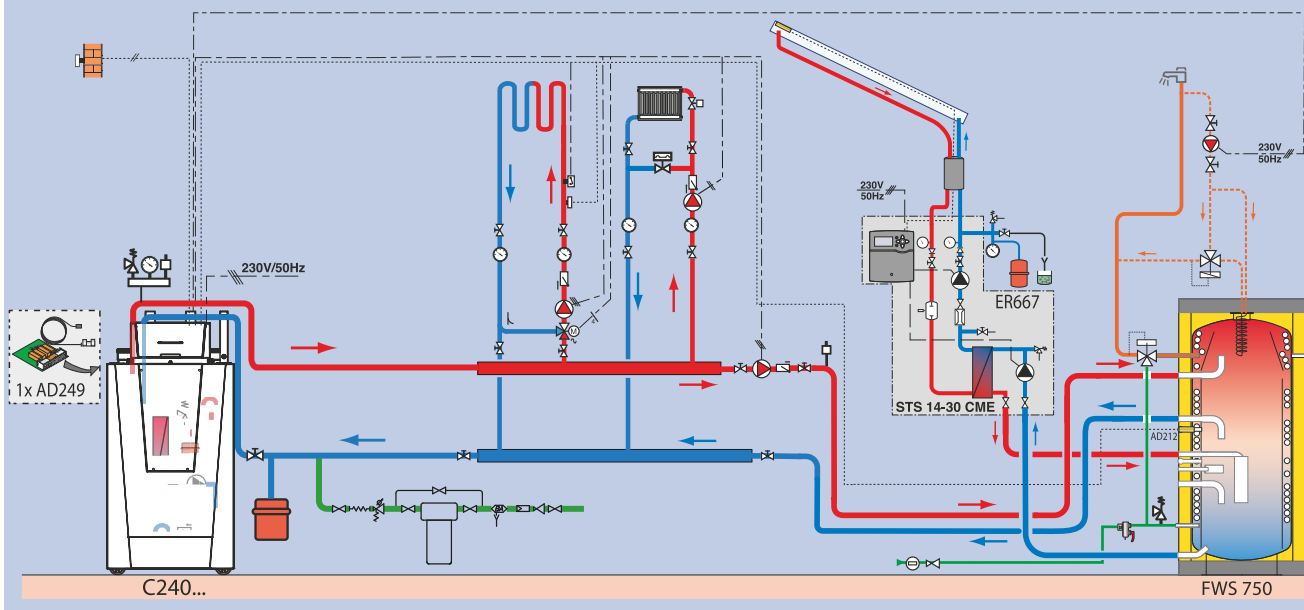 230V
50Hz
230V
50Hz
230V/50Hz
ER667
1x AD249
M
STS 14-30 CME
AD212
C240...
FWS 750